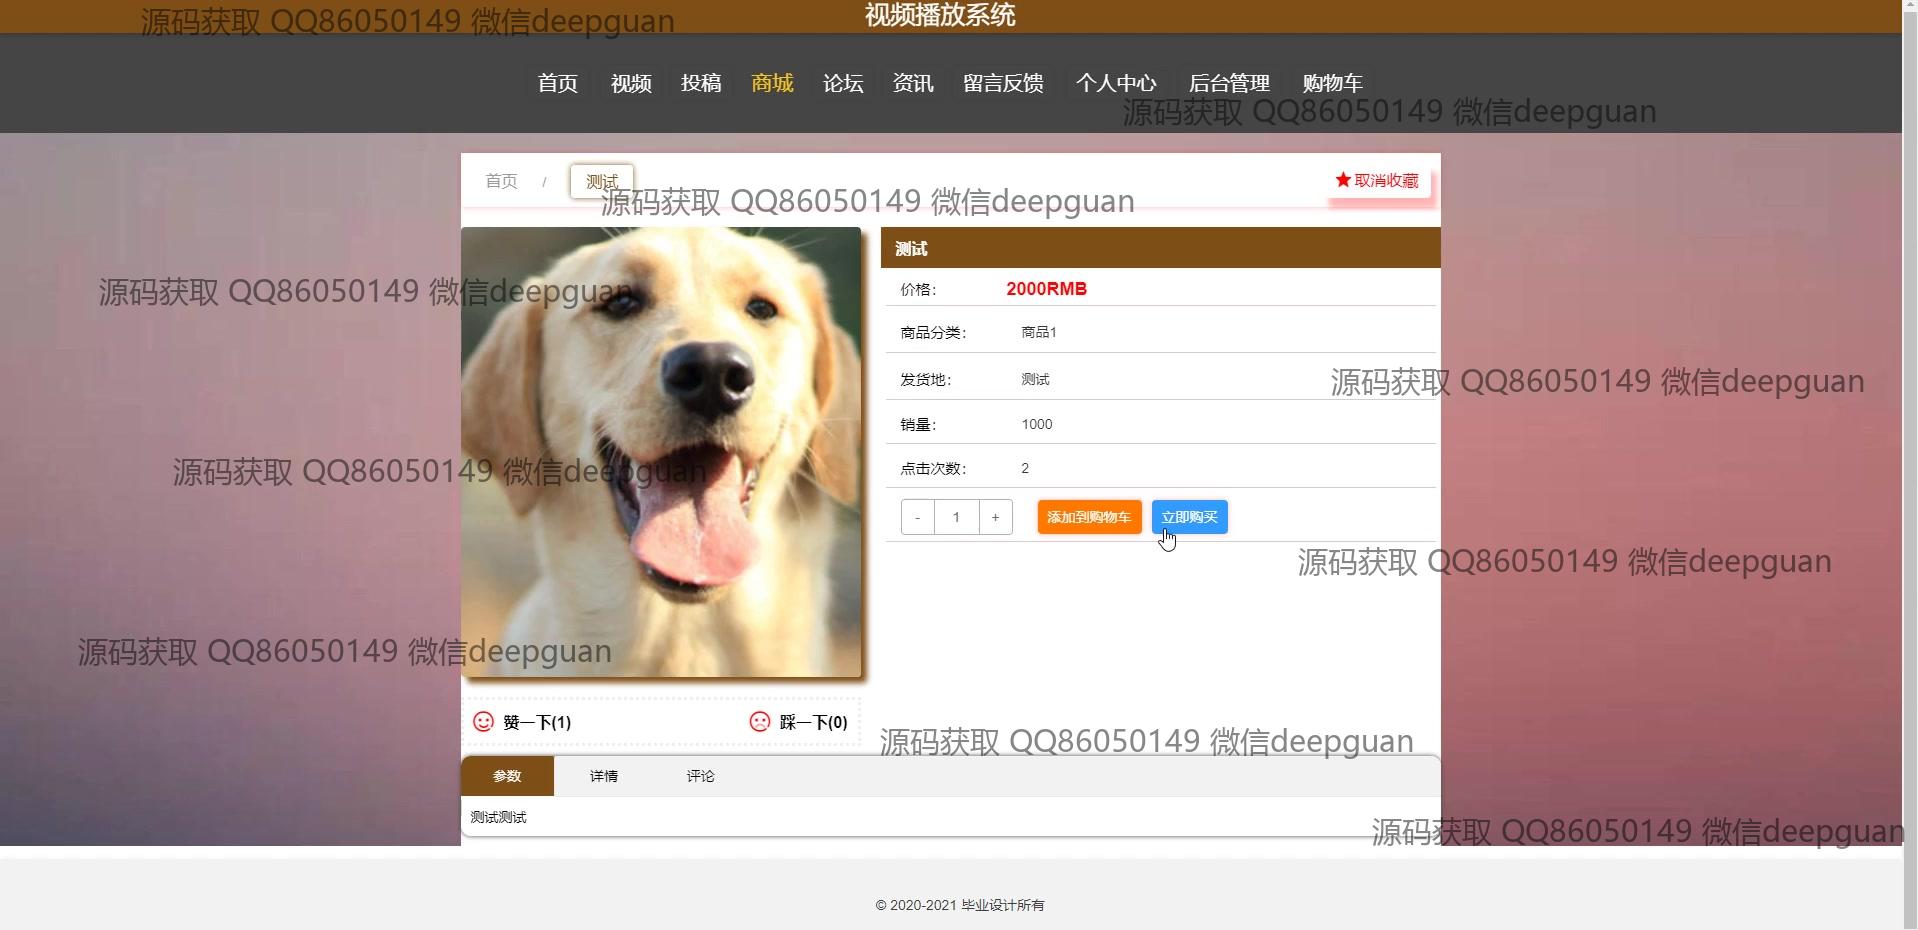 视频播放系统
源码获取 QQ86050149 微信deepguan
首页 视频 投稿 商城 论坛 资讯 留言反馈 个人中心 后台管理 购物车
源码获取 QQ86050149 微信deepguan
首页 / 测试 取消收藏
源码获取 QQ86050149 微信deepguan
测试
源码获取 QQ86050149 微信deepguan
价格： 2000RMB
商品分类： 商品1
发货地： 测试
源码获取 QQ86050149 微信deepguan
销量： 1000
点击次数： 2
源码获取 QQ86050149 微信deepguan
- 1 + 添加到购物车 立即购买
源码获取 QQ86050149 微信deepguan
源码获取 QQ86050149 微信deepguan
赞一下(1) 踩一下(0)
源码获取 QQ86050149 微信deepguan
参数 详情 评论
测试测试
源码获取 QQ86050149 微信deepguan
© 2020-2021 毕业设计所有